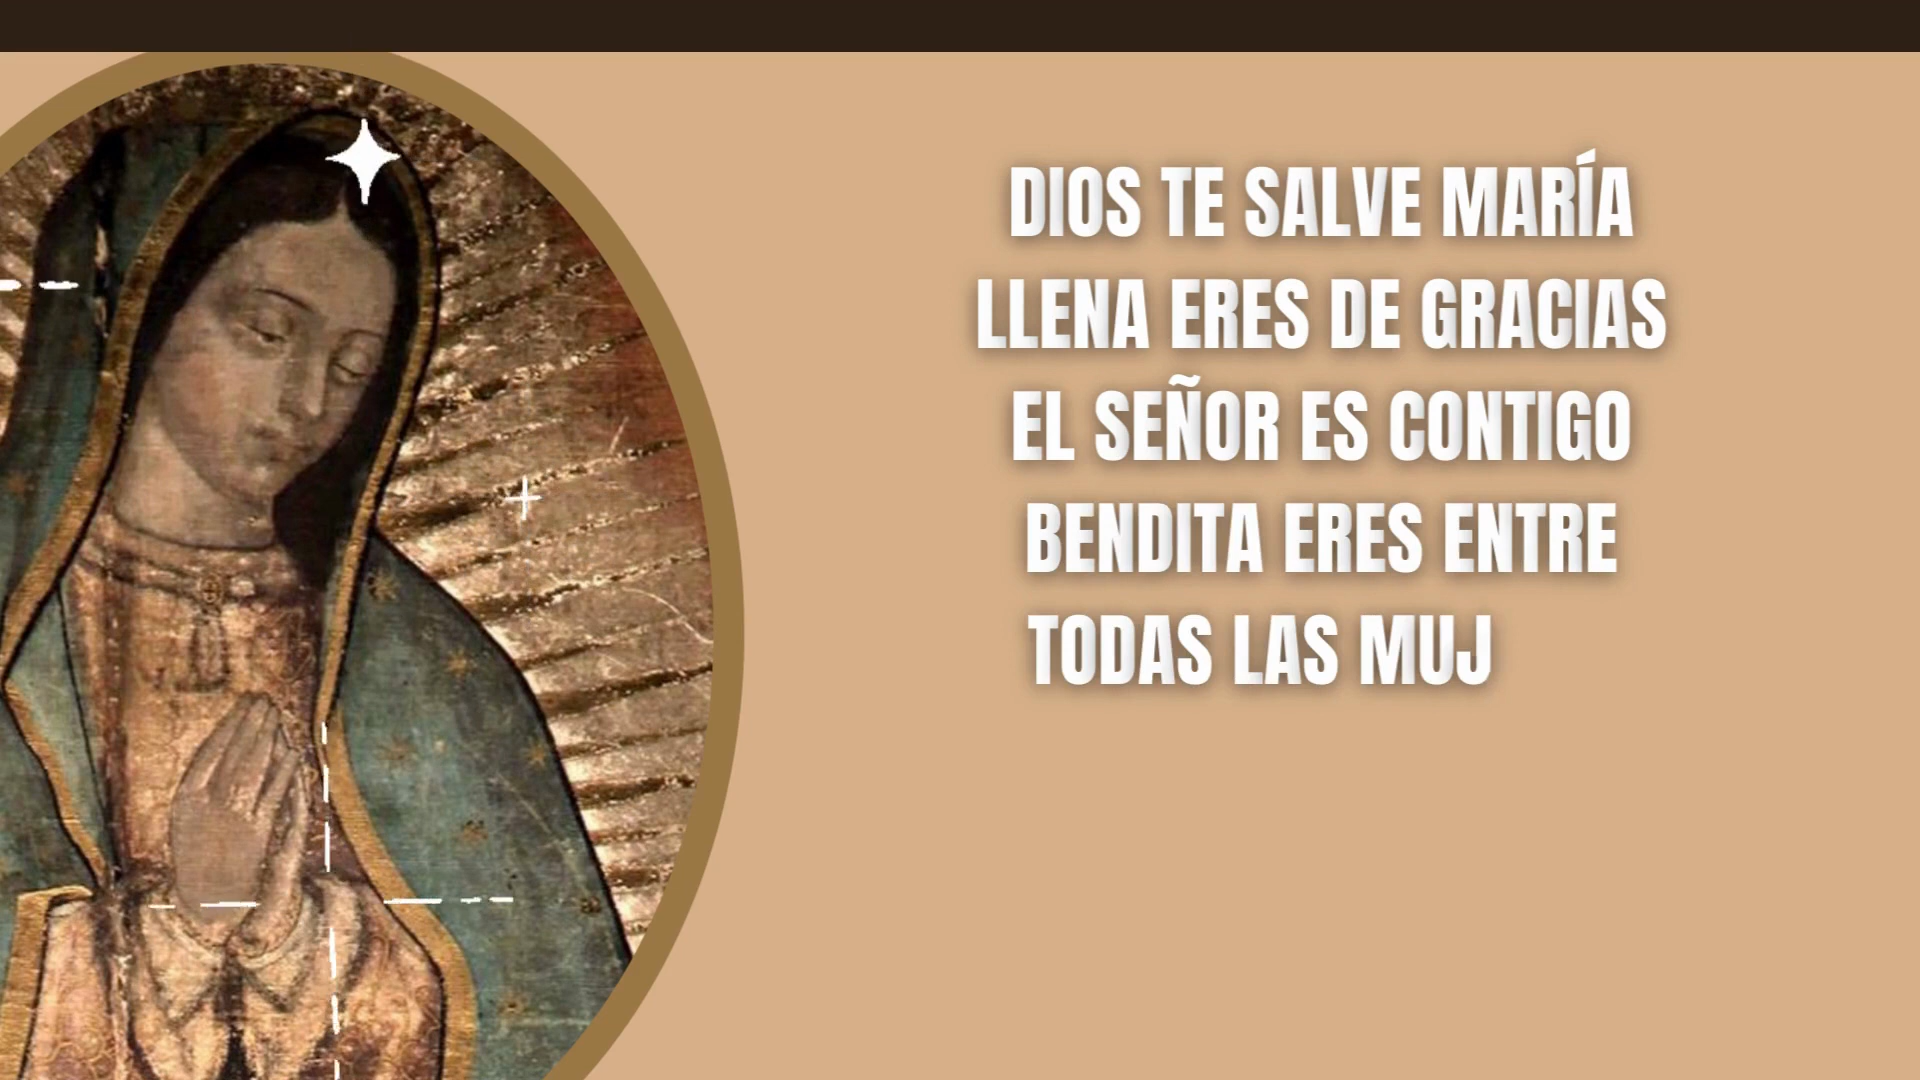 DIOS TE SALVE MARÍA
LLENA ERES DE GRACIAS
EL SEÑOR ES CONTIGO
BENDITA ERES ENTRE
TODAS LAS MUJ